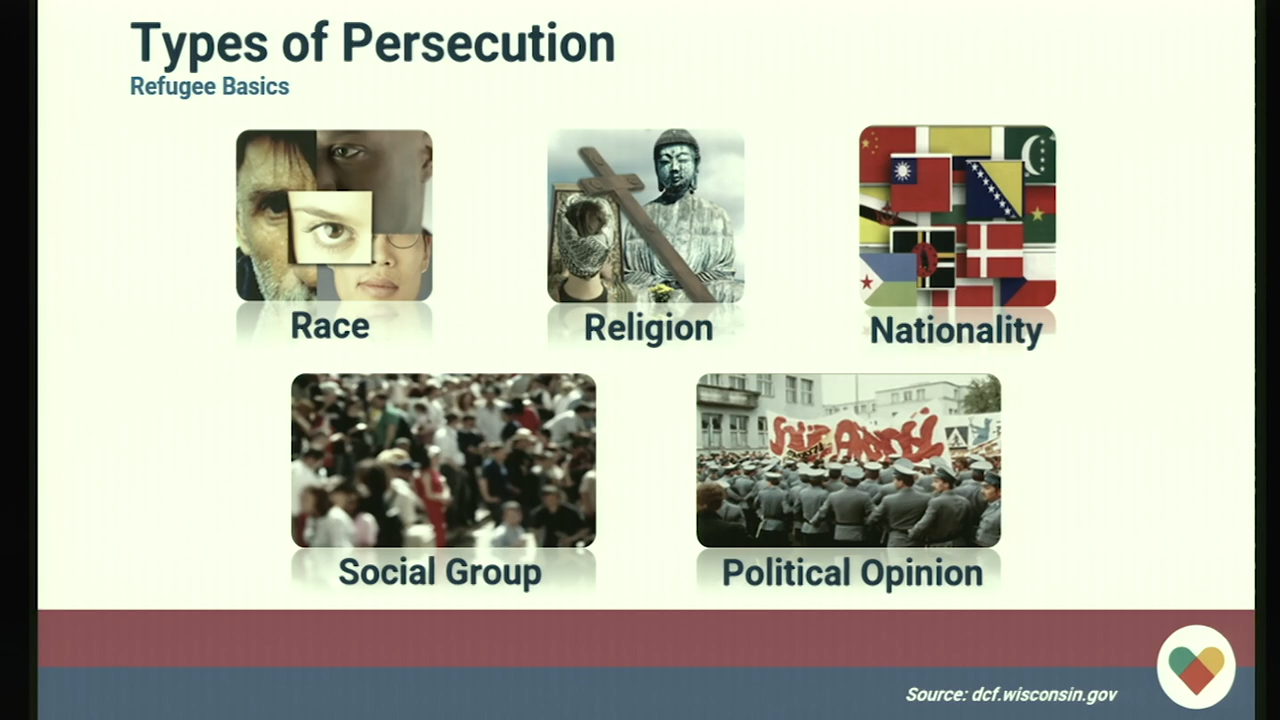 Types of Persecution
Refugee Basics
Race
Religion
Nationality
Social Group
Political Opinion
Source: dcf.wisconsin.gov